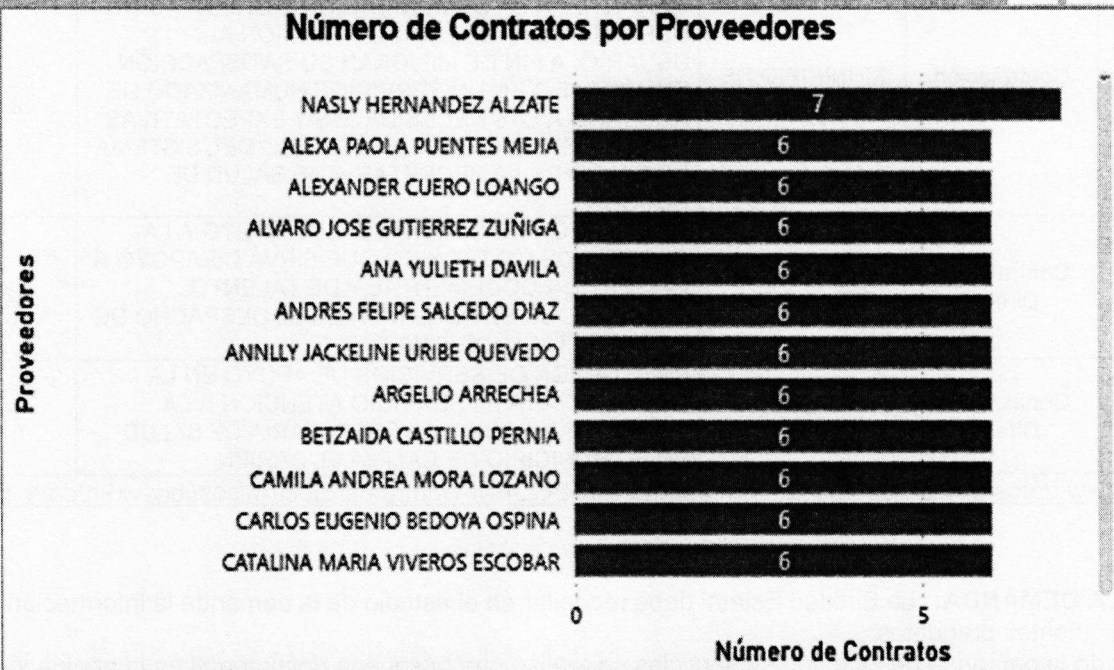 Número de Contratos por Proveedores
Proveedores
NASLY HERNANDEZ ALZATE 7
ALEXA PAOLA PUENTES MEJIA 6
ALEXANDER CUERO LOANGO 6
ALVARO JOSE GUTIERREZ ZUÑIGA 6
ANA YULIETH DAVILA 6
ANDRES FELIPE SALCEDO DIAZ 6
ANNLLY JACKELINE URIBE QUEVEDO 6
ARGELIO ARRECHEA 6
BETZAIDA CASTILLO PERNIA 6
CAMILA ANDREA MORA LOZANO 6
CARLOS EUGENIO BEDOYA OSPINA 6
CATALINA MARIA VIVEROS ESCOBAR 6
0 5
Número de Contratos